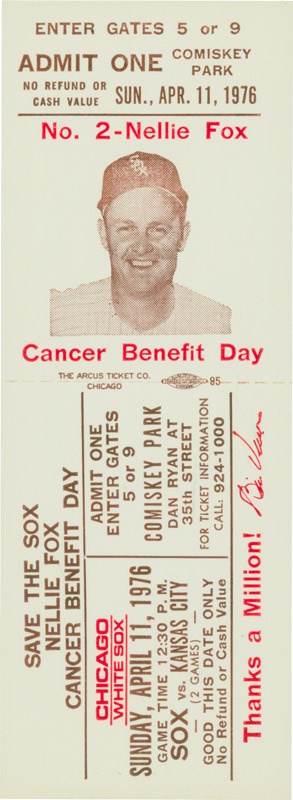 ENTER GATES 5 or 9
ADMIT ONE
COMISKEY
PARK
NO REFUND OR
CASH VALUE
SUN., APR. 11, 1976
No. 2-Nellie Fox
SOX
Cancer Benefit Day
THE ARCUS TICKET CO.
CHICAGO
95
SAVE THE SOX
NELLIE FOX
CANCER BENEFIT DAY
ADMIT ONE
ENTER GATES
5 or 9
COMISKEY PARK
DAN RYAN AT
35th STREET
FOR TICKET INFORMATION
CALL: 924-1000
CHICAGO
WHITE SOX
SUNDAY, APRIL 11, 1976
GAME TIME 12:30 P.M.
SOX vs. KANSAS CITY
(2 GAMES)
GOOD THIS DATE ONLY
No Refund or Cash Value
Thanks a Million!